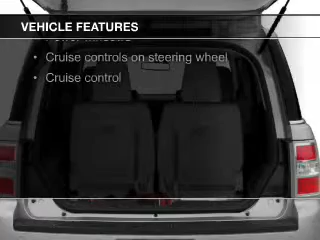 VEHICLE FEATURES
• Cruise controls on steering wheel
• Cruise control